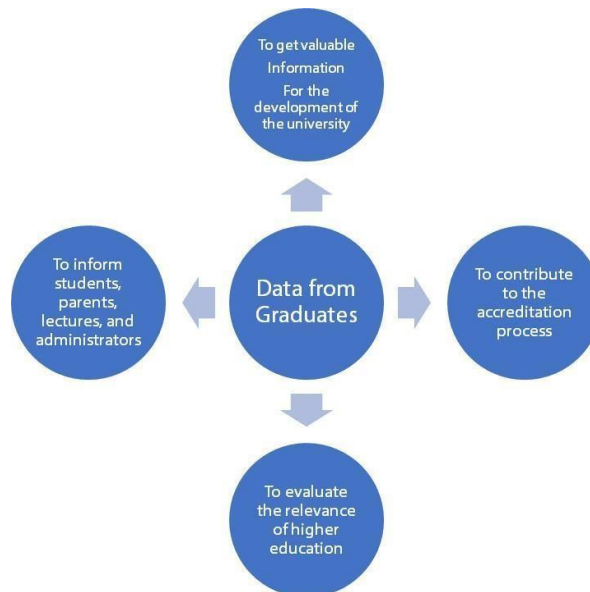 To get valuable
Information
For the
development of
the university
To inform
students,
parents,
lectures, and
administrators
Data from
Graduates
To contribute
to the
accreditation
process
To evaluate
the relevance
of higher
education